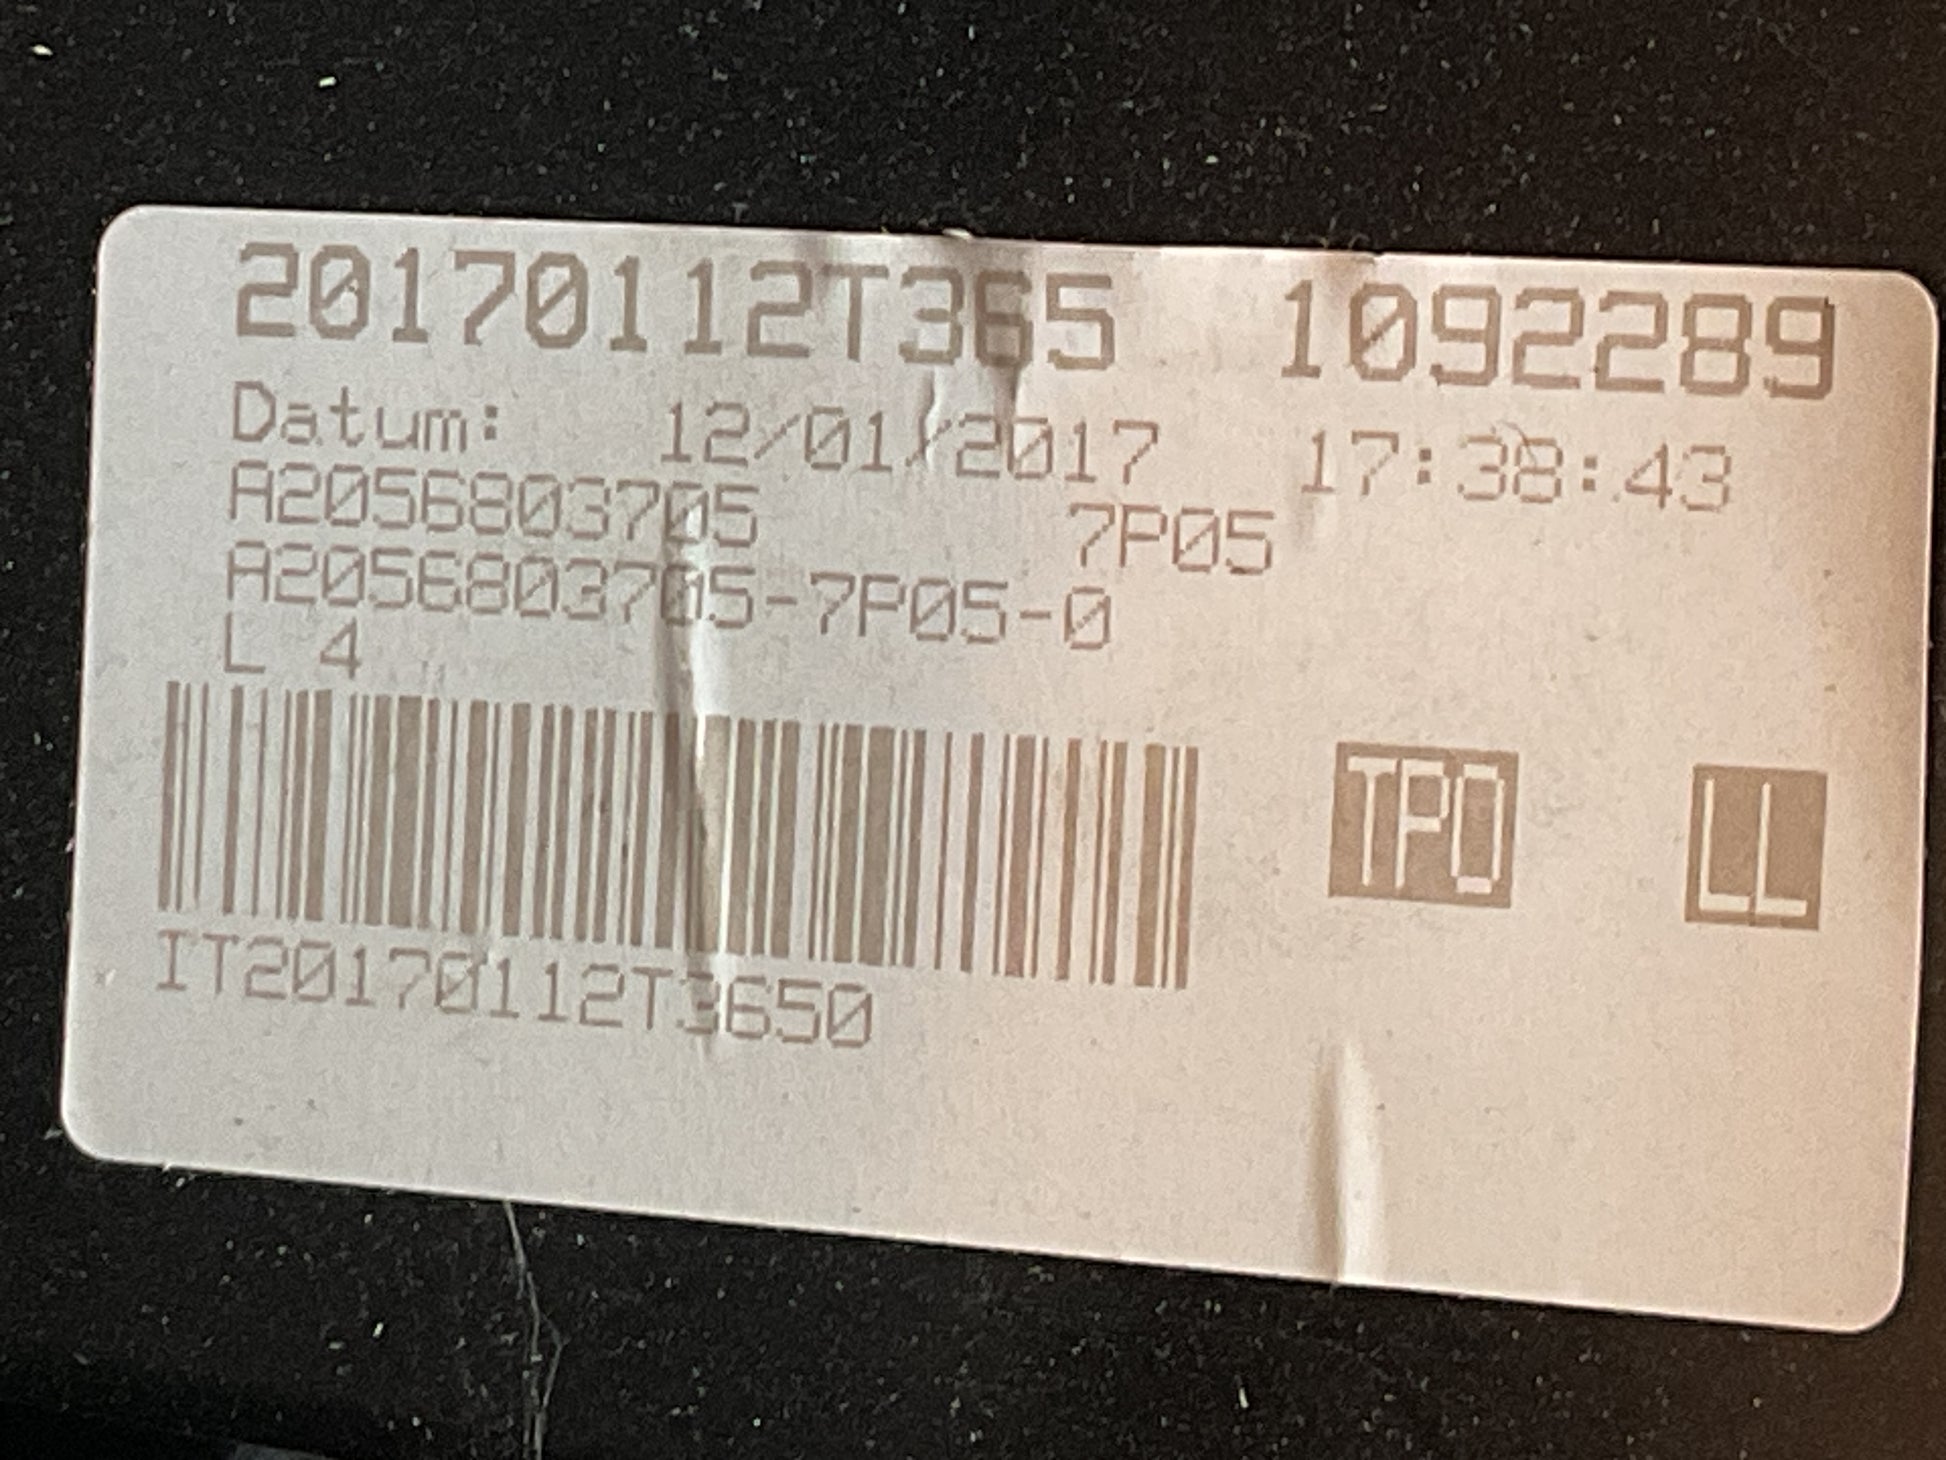 20170112T365 1092289
Datum: 12/01/2017 17:38:43
A2056803705 7P05
A2056803705-7P05-0
L 4
TPO LL
IT20170112T3650